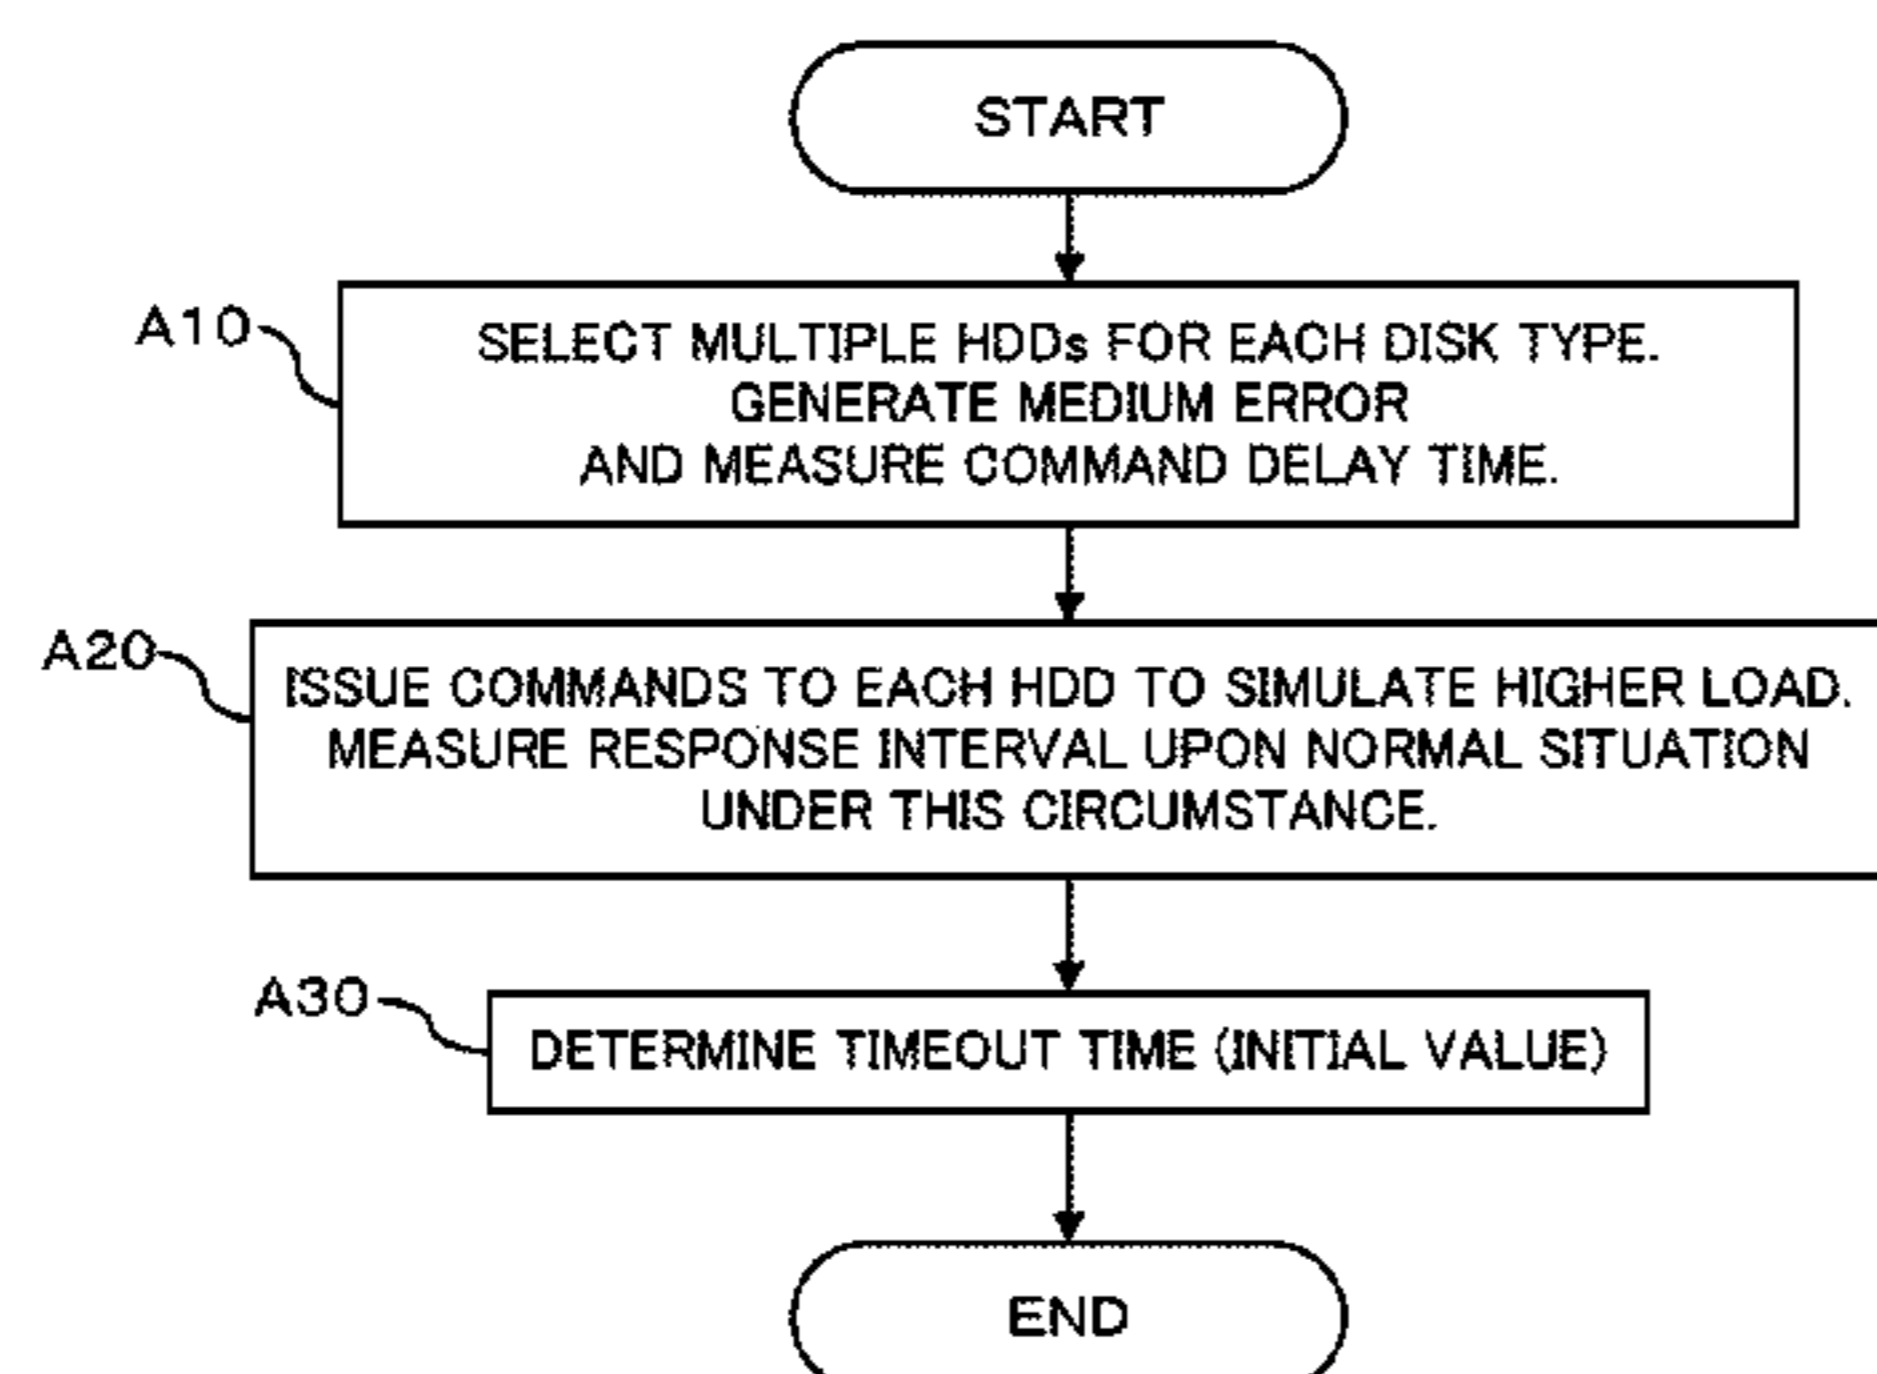 START
A10
SELECT MULTIPLE HDDs FOR EACH DISK TYPE.
GENERATE MEDIUM ERROR
AND MEASURE COMMAND DELAY TIME.
A20
ISSUE COMMANDS TO EACH HDD TO SIMULATE HIGHER LOAD.
MEASURE RESPONSE INTERVAL UPON NORMAL SITUATION
UNDER THIS CIRCUMSTANCE.
A30
DETERMINE TIMEOUT TIME (INITIAL VALUE)
END